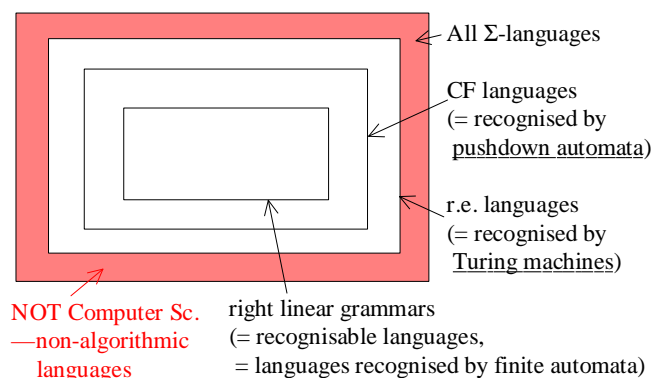 All Σ-languages
CF languages
(= recognised by
pushdown automata)
r.e. languages
(= recognised by
Turing machines)
NOT Computer Sc.
—non-algorithmic
languages
right linear grammars
(= recognisable languages,
= languages recognised by finite automata)